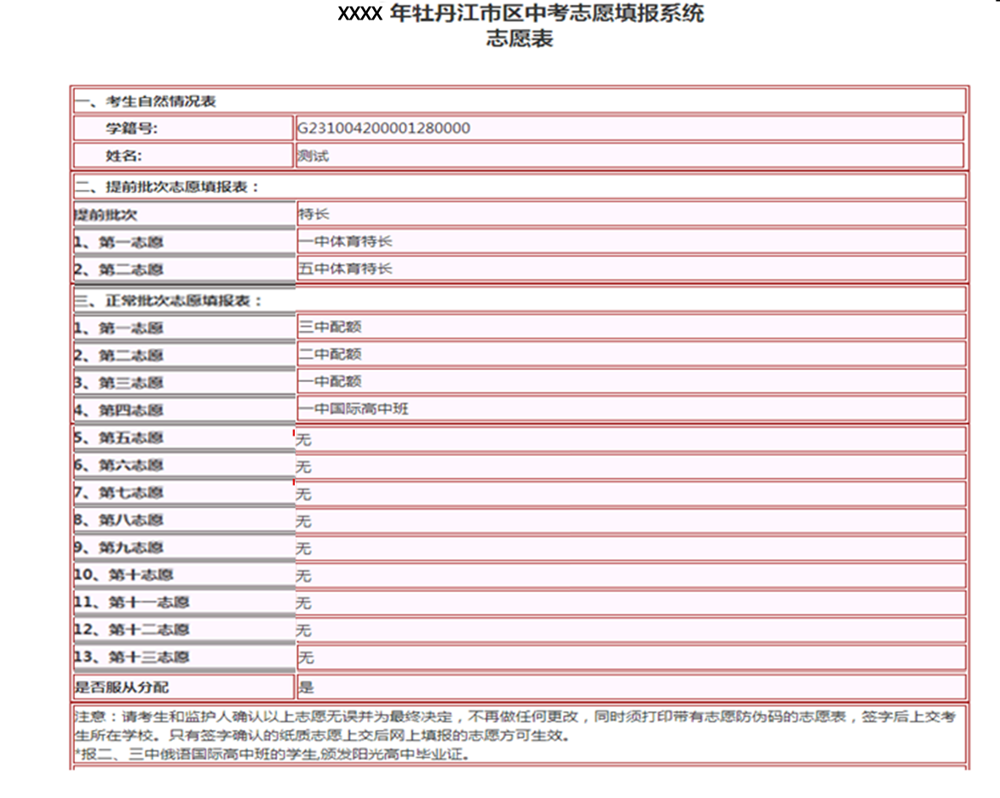 XXXX 年牡丹江市区中考志愿填报系统
志愿表
一、考生自然情况表
学籍号: G231004200001280000
姓名: 测试
二、提前批次志愿填报表：
提前批次 特长
1、第一志愿 一中体育特长
2、第二志愿 五中体育特长
三、正常批次志愿填报表：
1、第一志愿 三中配额
2、第二志愿 二中配额
3、第三志愿 一中配额
4、第四志愿 一中国际高中班
5、第五志愿 无
6、第六志愿 无
7、第七志愿 无
8、第八志愿 无
9、第九志愿 无
10、第十志愿 无
11、第十一志愿 无
12、第十二志愿 无
13、第十三志愿 无
是否服从分配 是
注意：请考生和监护人确认以上志愿无误并为最终决定，不再做任何更改，同时须打印带有志愿防伪码的志愿表，签字后上交考
生所在学校。只有签字确认的纸质志愿上交后网上填报的志愿方可生效。
*报二、三中俄语国际高中班的学生,颁发阳光高中毕业证。